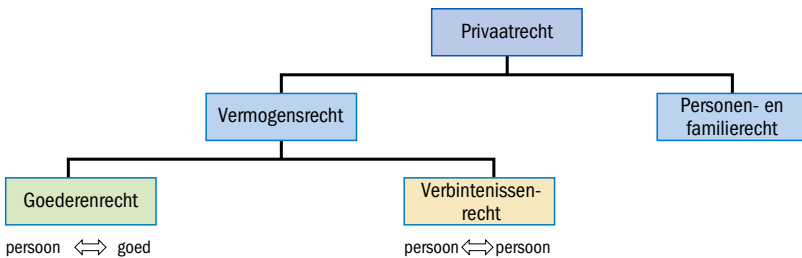 Privaatrecht
Vermogensrecht
Personen- en
familierecht
Goederenrecht
Verbintenissen-
recht
persoon goed
persoon persoon